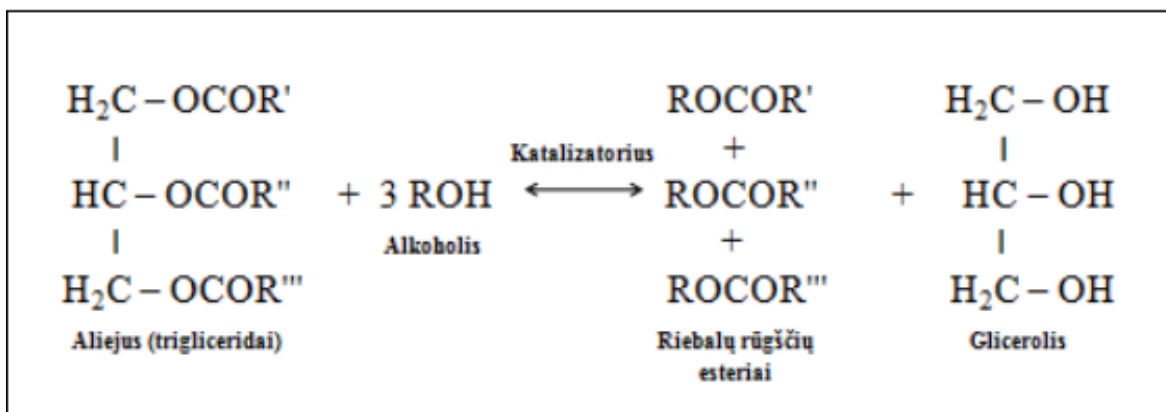 H₂C – OCOR' ROCOR' H₂C – OH
| Katalizatorius + |
HC – OCOR" + 3 ROH ⟷ ROCOR" + HC – OH
| Alkoholis + |
H₂C – OCOR''' ROCOR''' H₂C – OH
Aliejus (trigliceridai) Riebalų rūgščių Glicerolis
esteriai